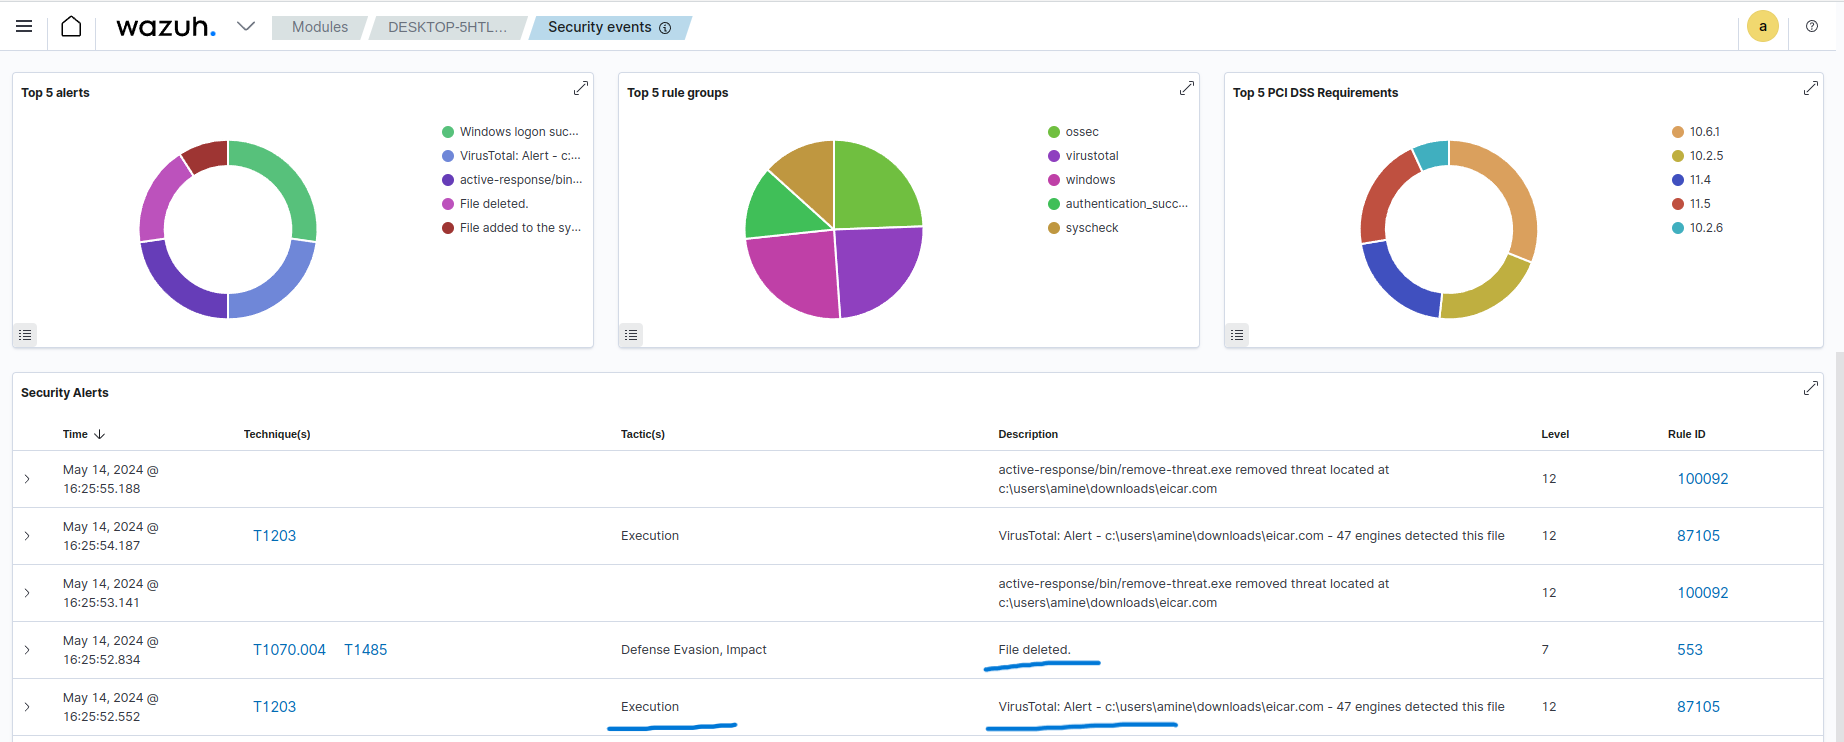 wazuh.
Modules
DESKTOP-5HTL...
Security events
a
Top 5 alerts
Windows logon suc...
VirusTotal: Alert - c:...
active-response/bin...
File deleted.
File added to the sy...
Top 5 rule groups
ossec
virustotal
windows
authentication_succ...
syscheck
Top 5 PCI DSS Requirements
10.6.1
10.2.5
11.4
11.5
10.2.6
Security Alerts
Time Technique(s) Tactic(s) Description Level Rule ID
May 14, 2024 @
16:25:55.188
active-response/bin/remove-threat.exe removed threat located at
c:\users\amine\downloads\eicar.com
12
100092
May 14, 2024 @
16:25:54.187
T1203
Execution
VirusTotal: Alert - c:\users\amine\downloads\eicar.com - 47 engines detected this file
12
87105
May 14, 2024 @
16:25:53.141
active-response/bin/remove-threat.exe removed threat located at
c:\users\amine\downloads\eicar.com
12
100092
May 14, 2024 @
16:25:52.834
T1070.004 T1485
Defense Evasion, Impact
File deleted.
7
553
May 14, 2024 @
16:25:52.552
T1203
Execution
VirusTotal: Alert - c:\users\amine\downloads\eicar.com - 47 engines detected this file
12
87105